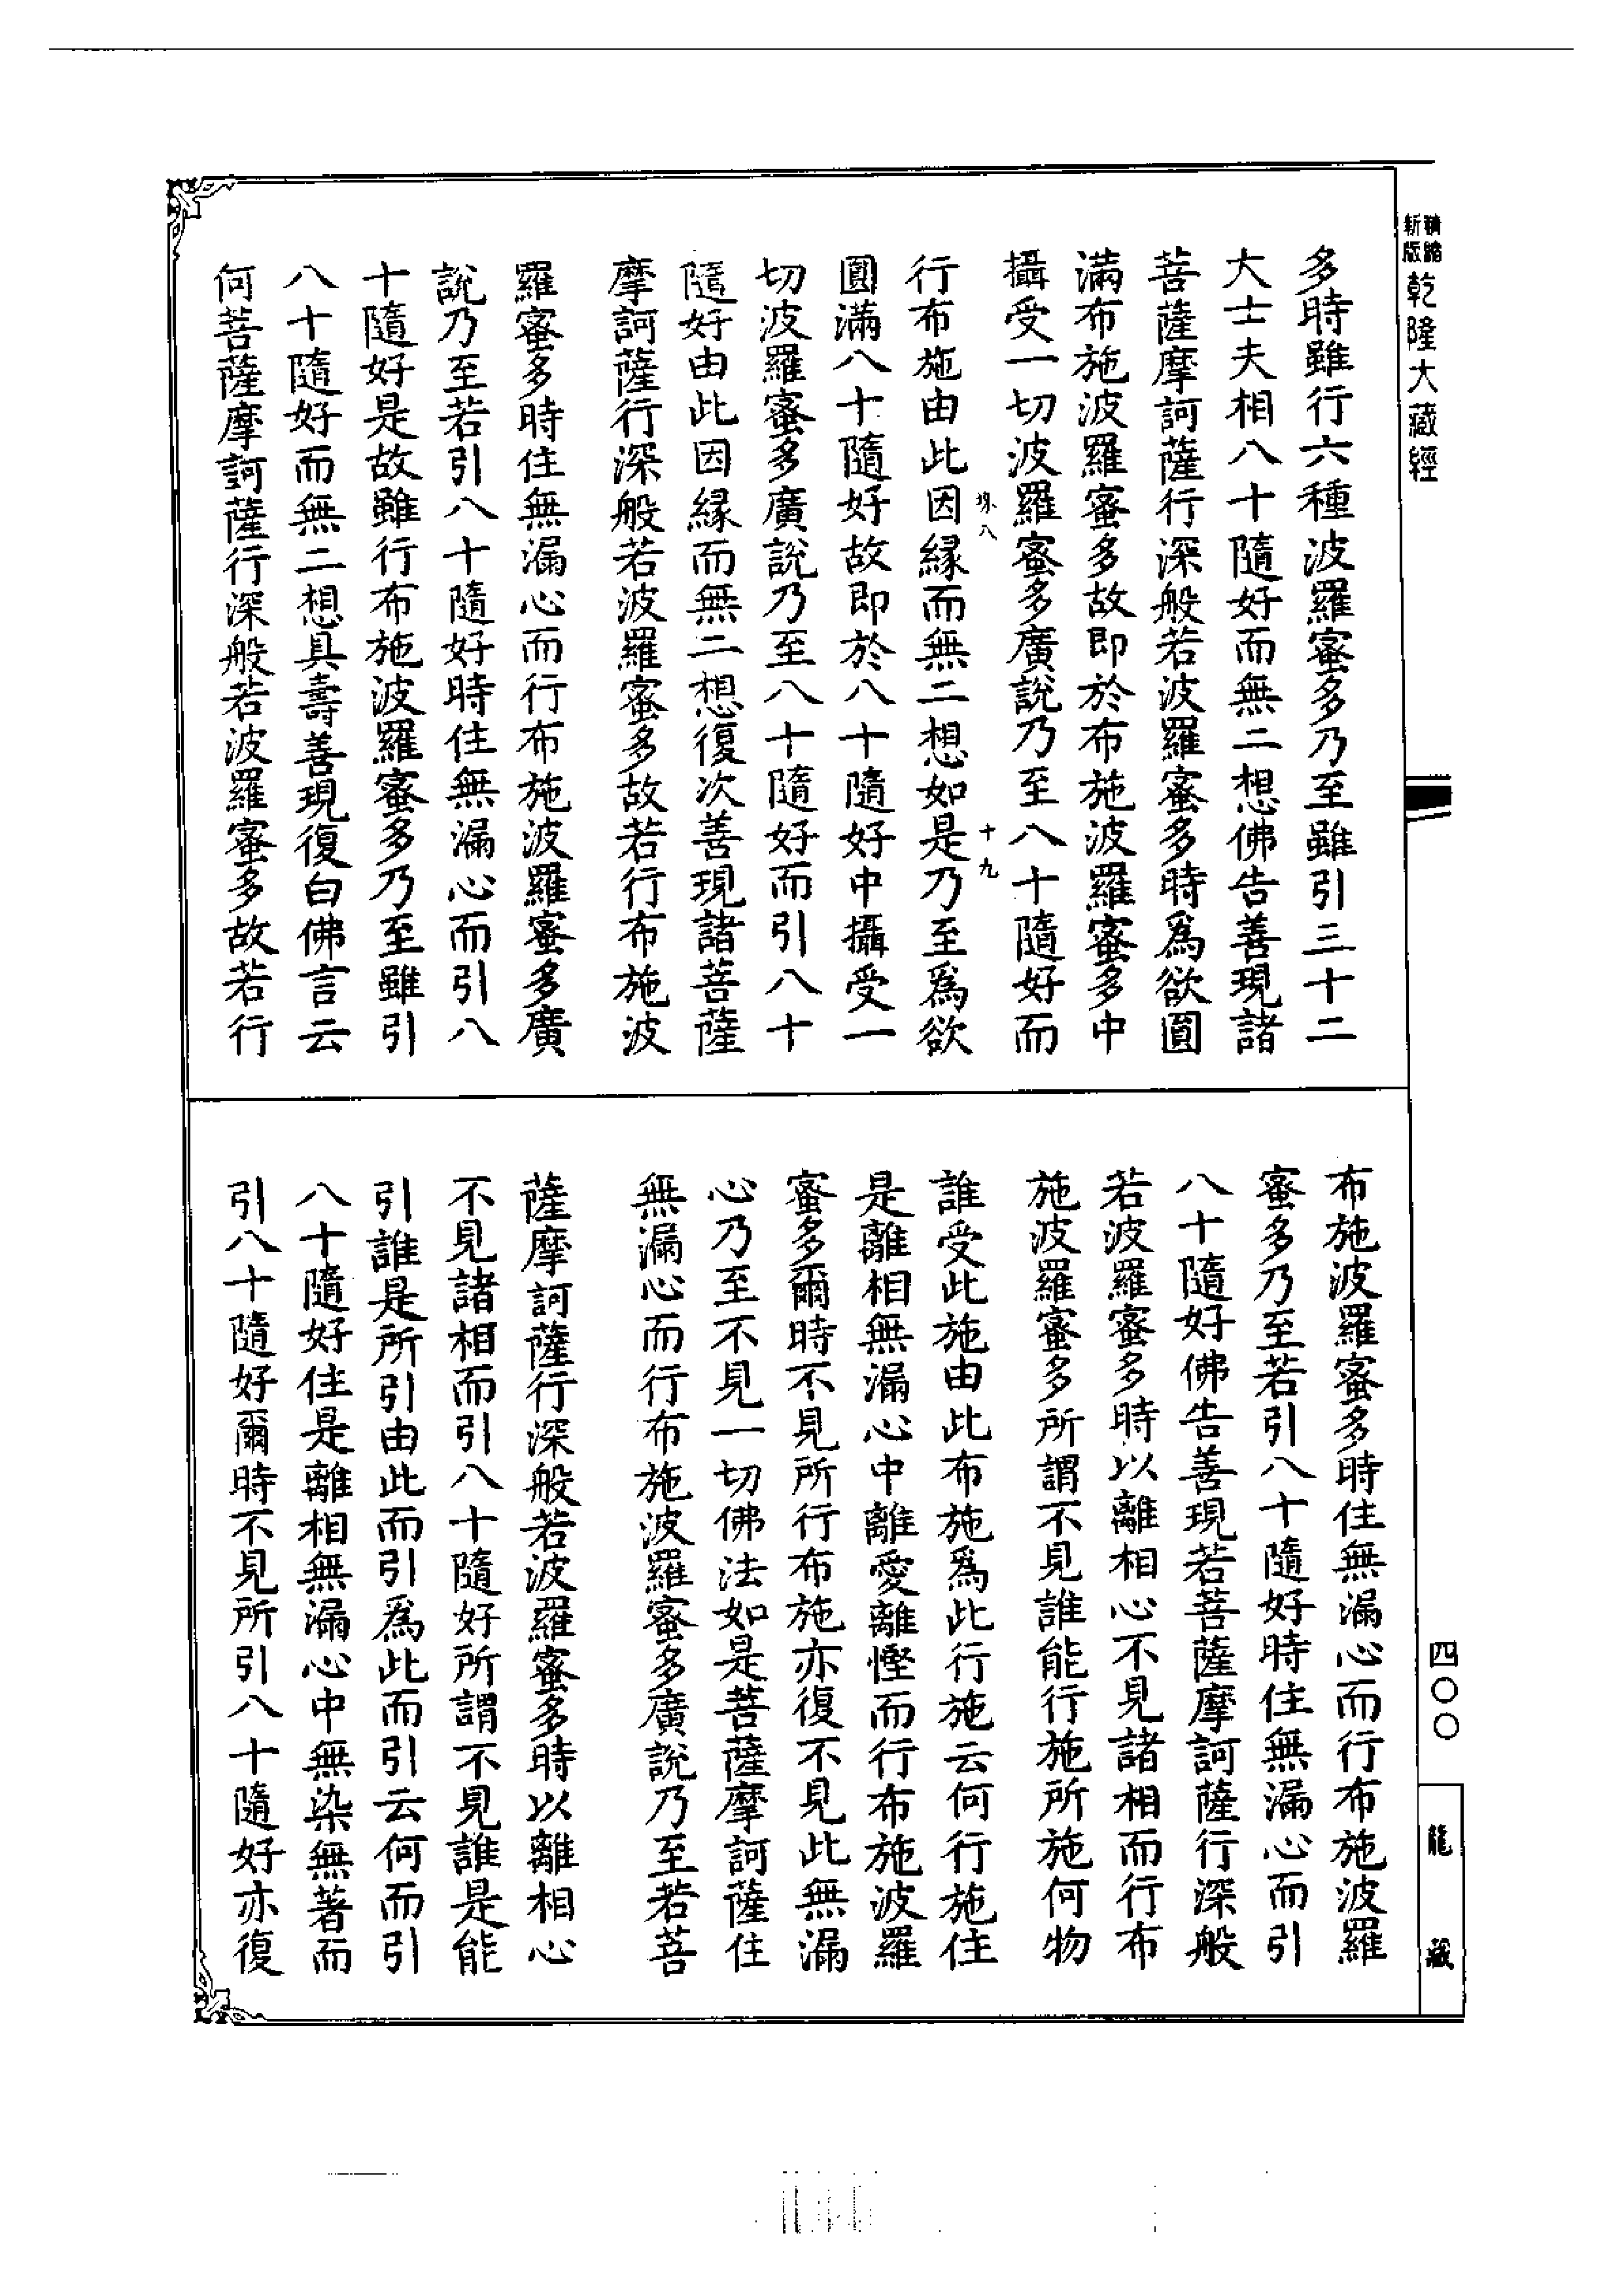 精縮新版乾隆大藏經
多時雖行六種波羅蜜多乃至雖引三十二
大士夫相八十隨好而無二想佛告善現諸
菩薩摩訶薩行深般若波羅蜜多時爲欲圓
滿布施波羅蜜多故即於布施波羅蜜多中
攝受一切波羅蜜多廣說乃至八十隨好而
八 十九
行布施由此因緣而無二想如是乃至爲欲
圓滿八十隨好故即於八十隨好中攝受一
切波羅蜜多廣說乃至八十隨好而引八十
隨好由此因緣而無二想復次善現諸菩薩
摩訶薩行深般若波羅蜜多故若行布施波
羅蜜多時住無漏心而行布施波羅蜜多廣
說乃至若引八十隨好時住無漏心而引八
十隨好是故雖行布施波羅蜜多乃至雖引
八十隨好而無二想具壽善現復白佛言云
何菩薩摩訶薩行深般若波羅蜜多故若行
布施波羅蜜多時住無漏心而行布施波羅
蜜多乃至若引八十隨好時住無漏心而引
八十隨好佛告善現若菩薩摩訶薩行深般
若波羅蜜多時以離相心不見諸相而行布
施波羅蜜多所謂不見誰能行施所施何物
誰受此施由此布施爲此行施云何行施住
是離相無漏心中離愛離慳而行布施波羅
蜜多爾時不見所行布施亦復不見此無漏
心乃至不見一切佛法如是菩薩摩訶薩住
無漏心而行布施波羅蜜多廣說乃至若菩
薩摩訶薩行深般若波羅蜜多時以離相心
不見諸相而引八十隨好所謂不見誰是能
引誰是所引由此而引爲此而引云何而引
八十隨好住是離相無漏心中無染無著而
引八十隨好爾時不見所引八十隨好亦復
四〇〇
龍藏